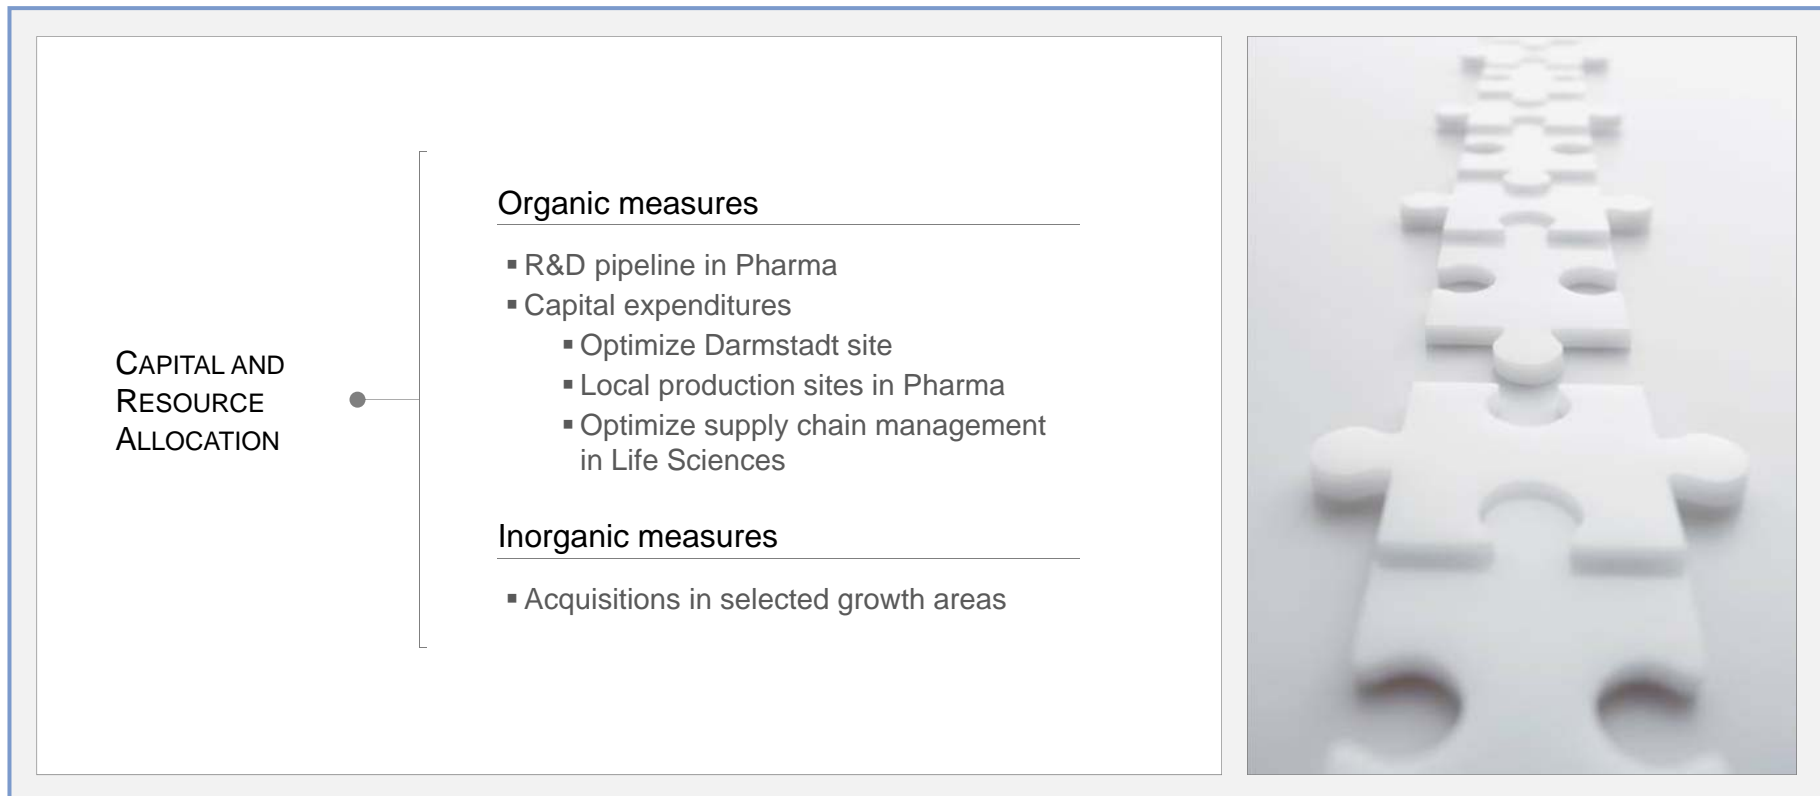 CAPITAL AND
RESOURCE
ALLOCATION
Organic measures
▪ R&D pipeline in Pharma
▪ Capital expenditures
▪ Optimize Darmstadt site
▪ Local production sites in Pharma
▪ Optimize supply chain management
in Life Sciences
Inorganic measures
▪ Acquisitions in selected growth areas